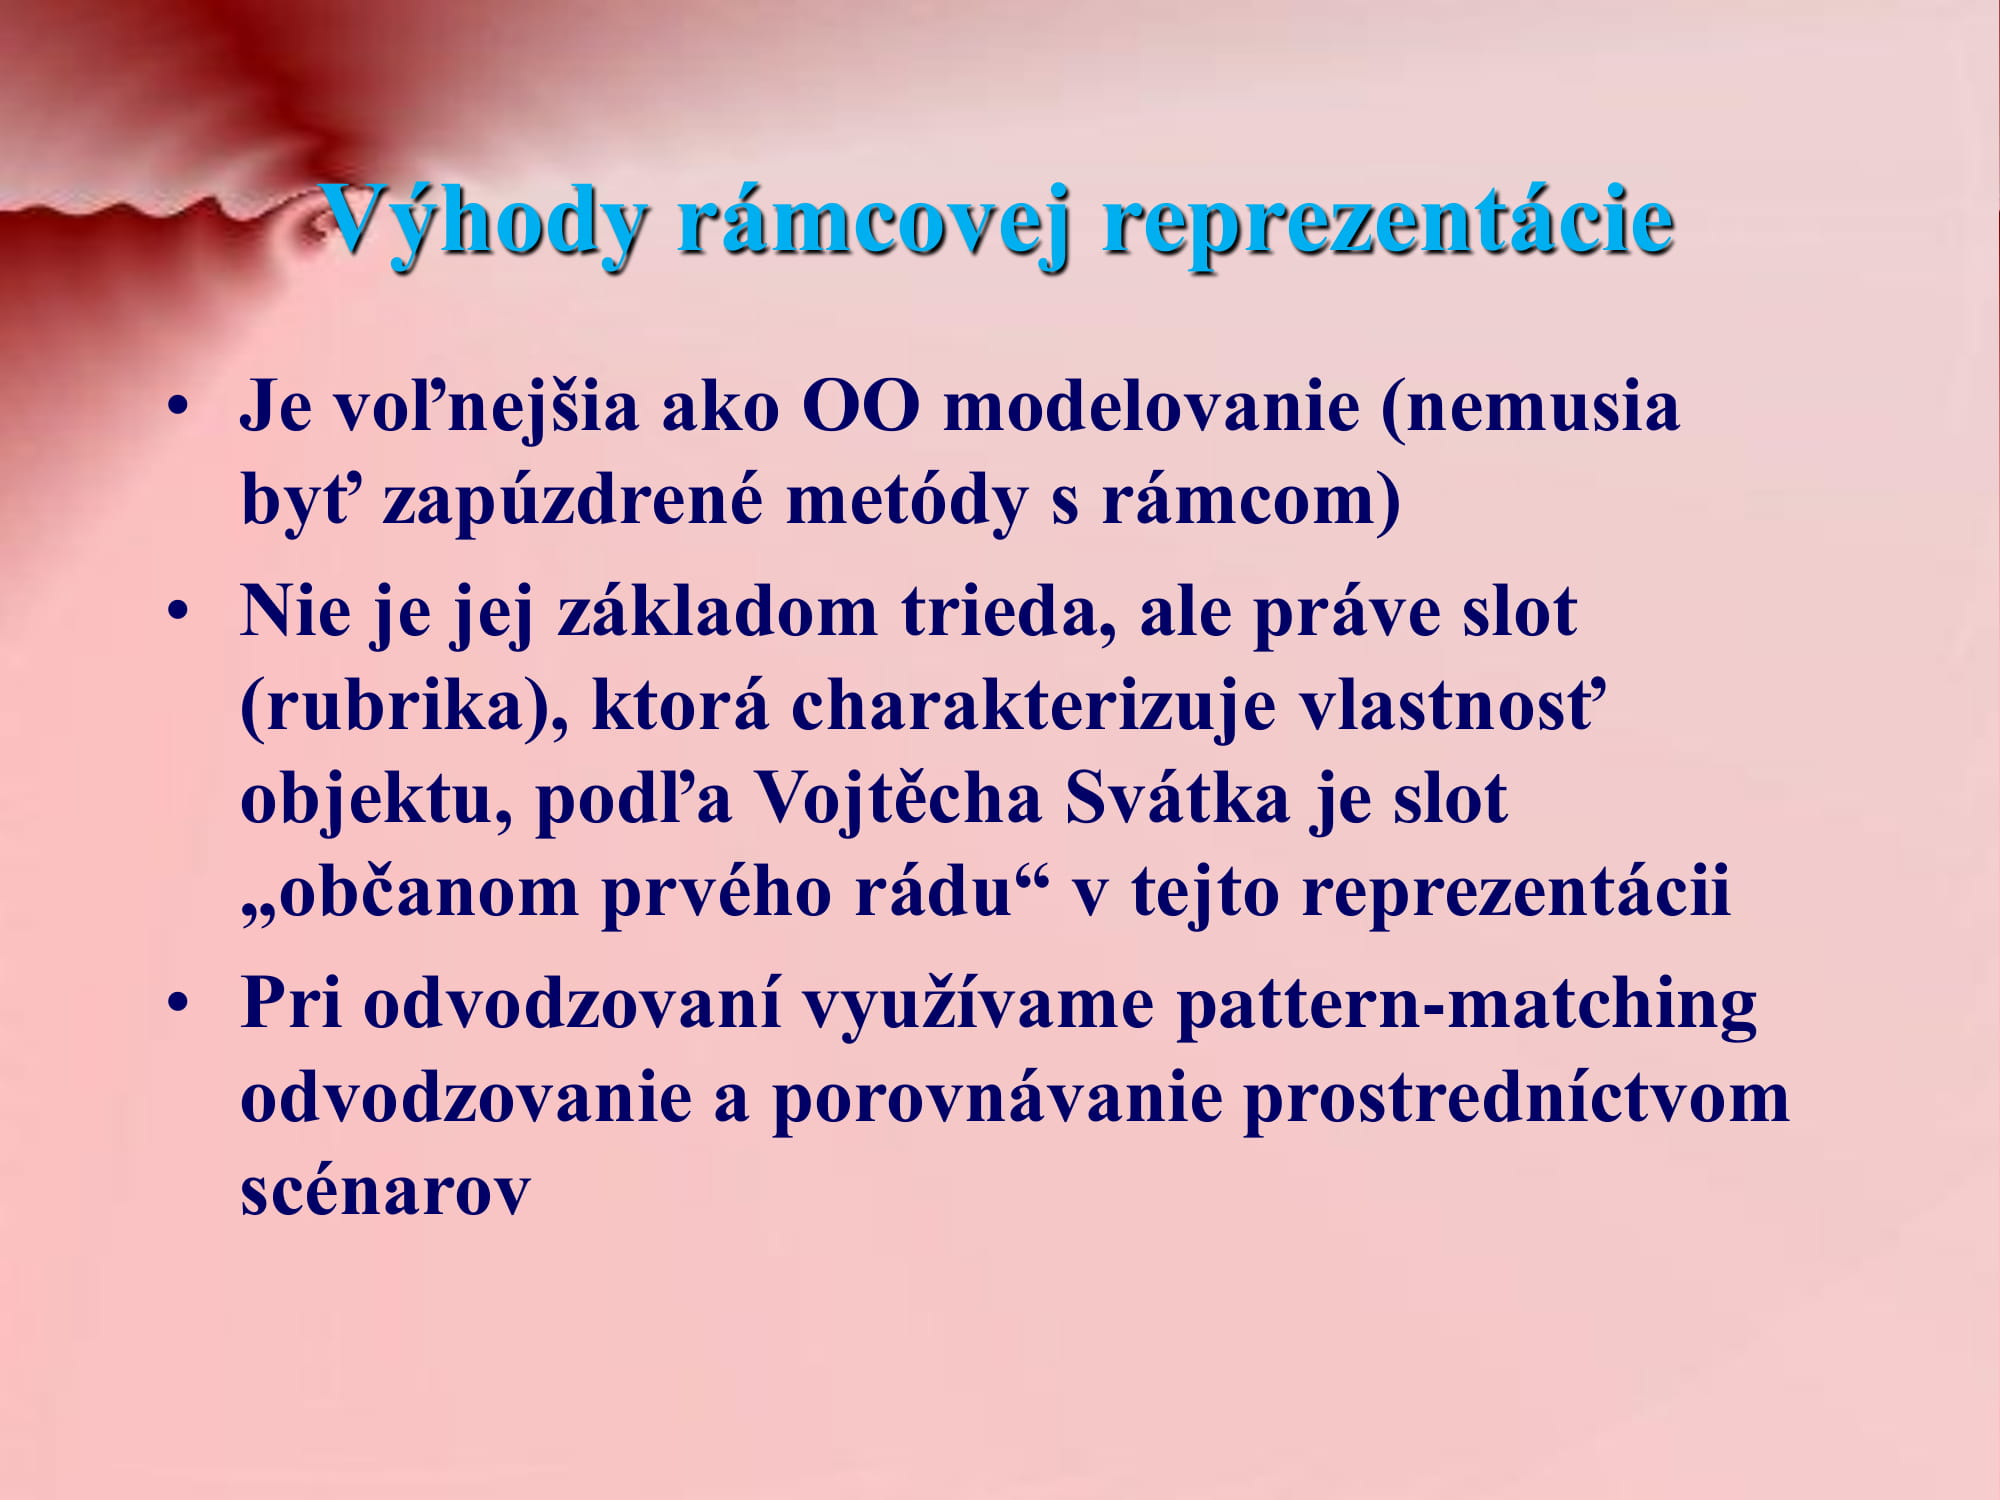 Výhody rámcovej reprezentácie
• Je voľnejšia ako OO modelovanie (nemusia
byť zapúzdrené metódy s rámcom)
• Nie je jej základom trieda, ale práve slot
(rubrika), ktorá charakterizuje vlastnosť
objektu, podľa Vojtěcha Svátka je slot
„občanom prvého rádu“ v tejto reprezentácii
• Pri odvodzovaní využívame pattern-matching
odvodzovanie a porovnávanie prostredníctvom
scénarov